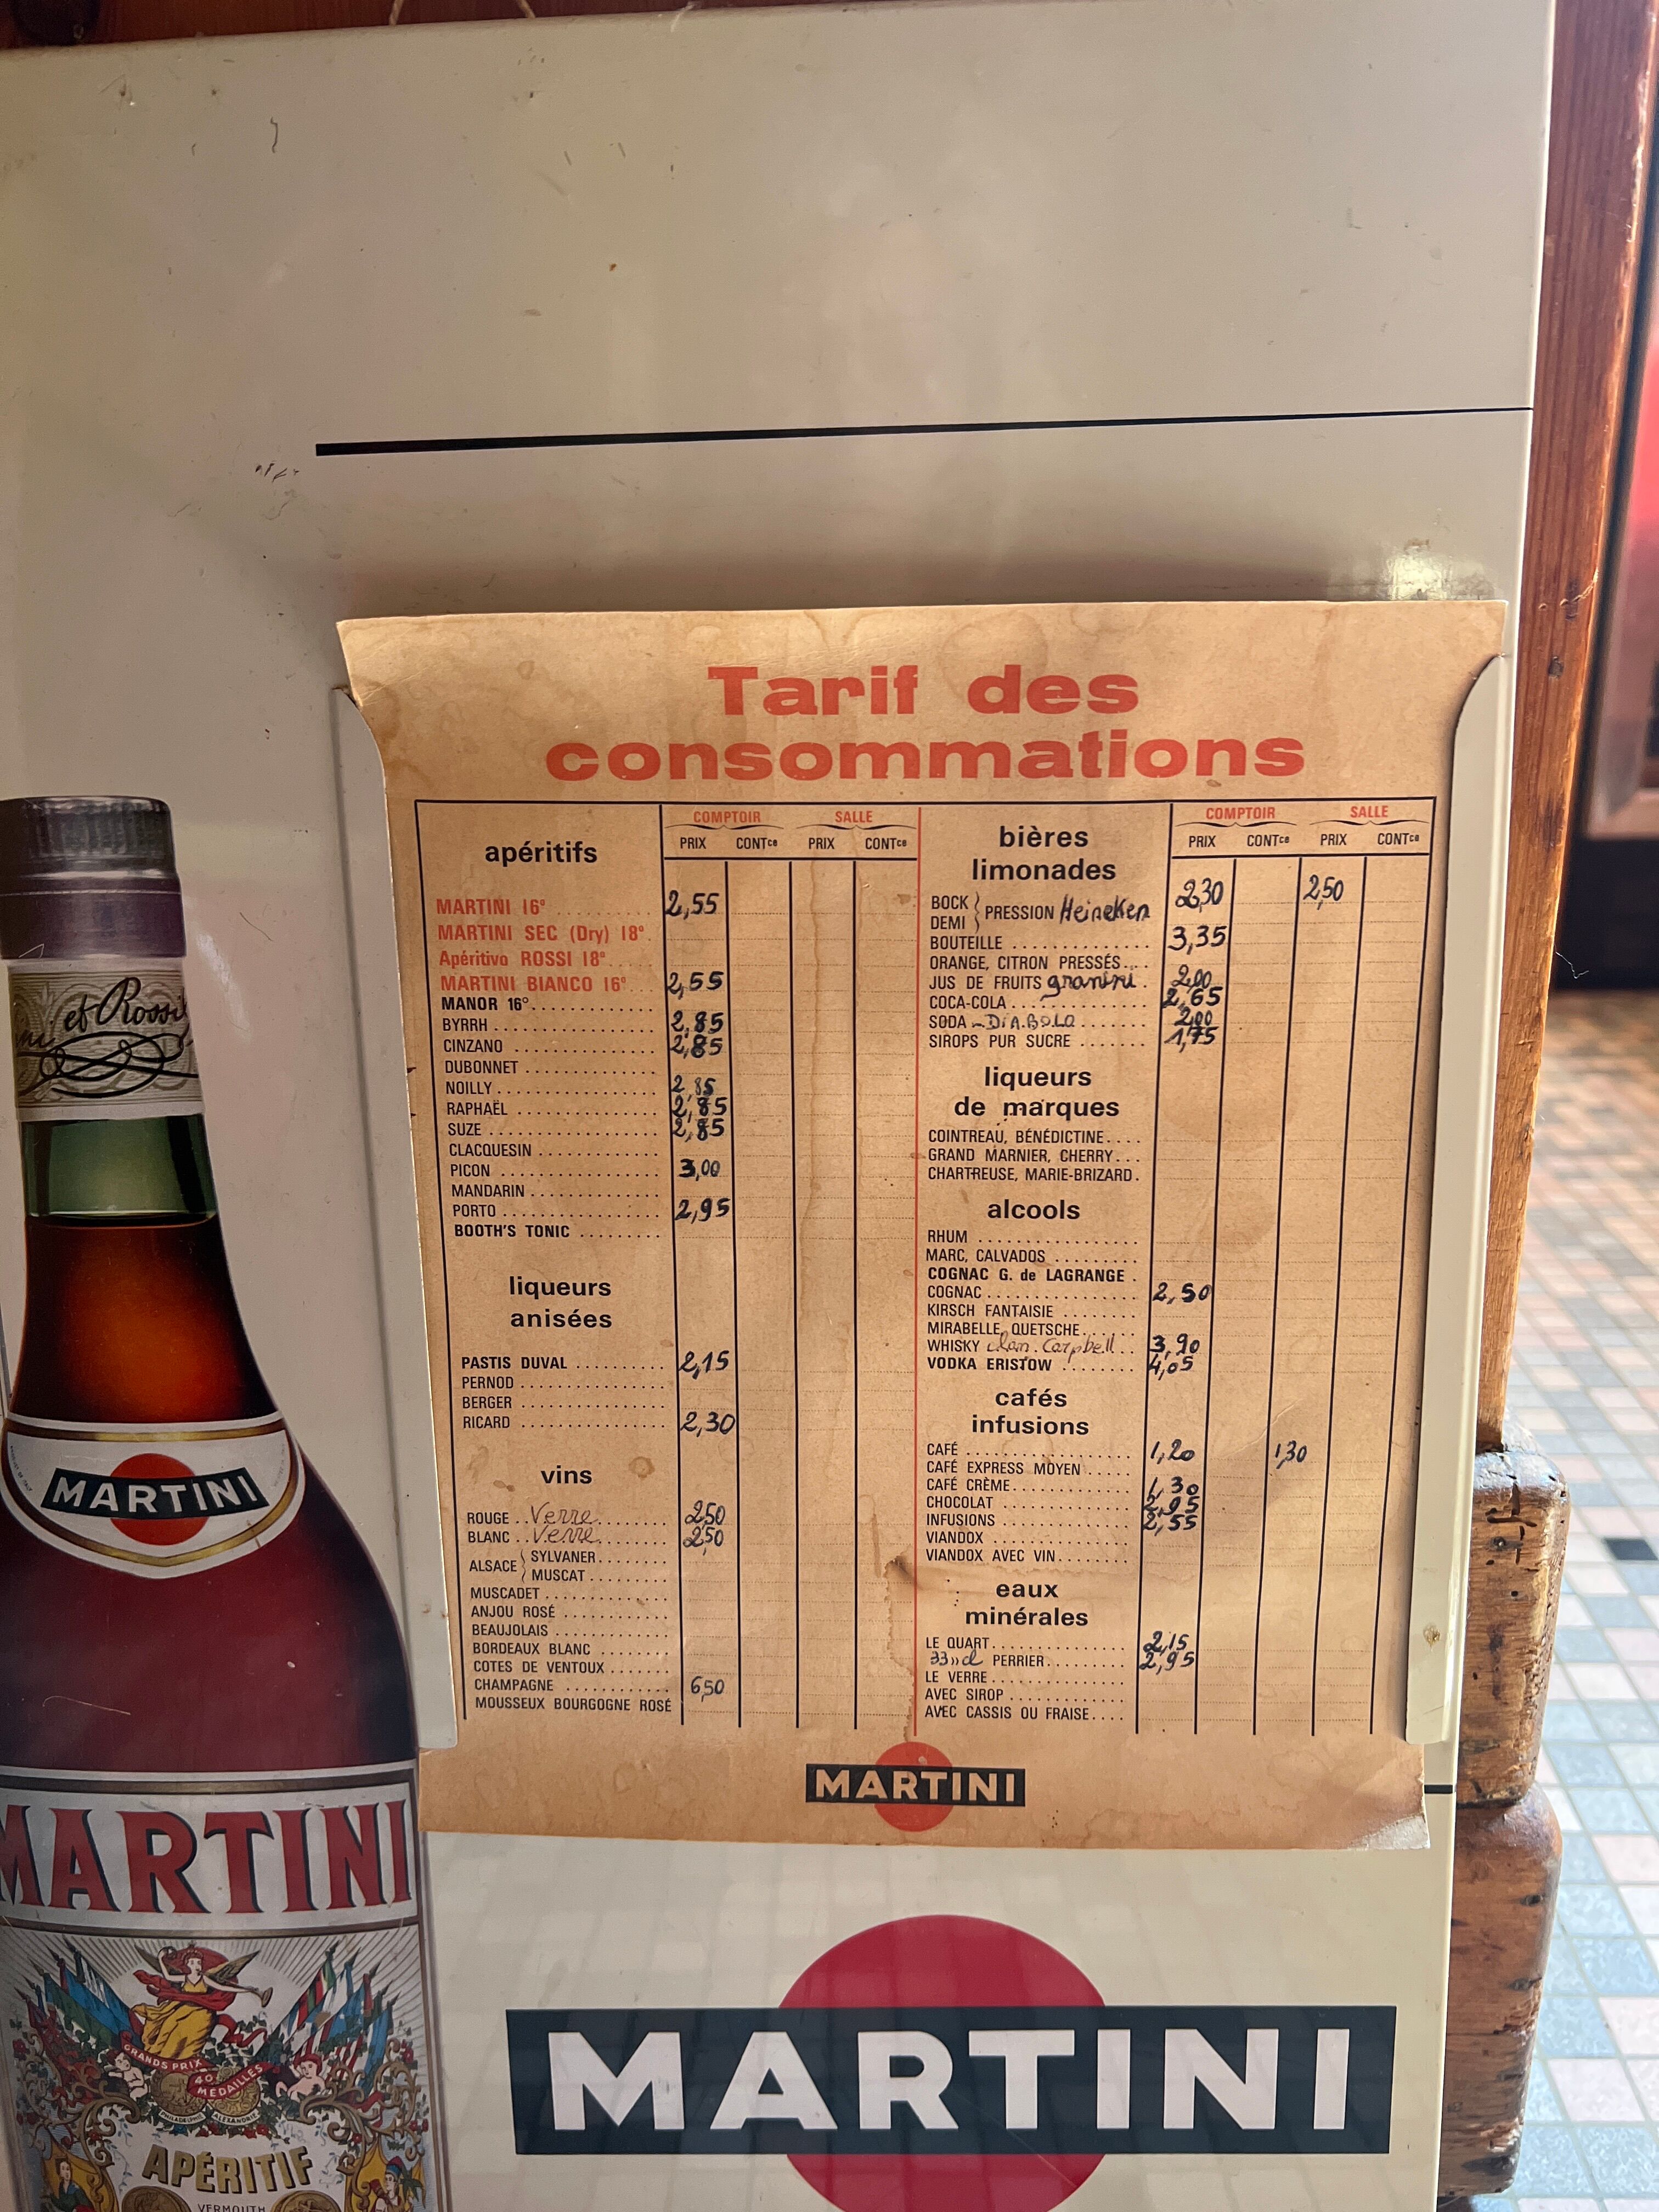 Tarif des
consommations
COMPTOIR SALLE
PRIX CONTce PRIX CONTce
apéritifs
MARTINI 16° 2,55
MARTINI SEC (Dry) 18°
Apéritivo ROSSI 18°
MARTINI BIANCO 16° 2,55
MANOR 16°
BYRRH 2,85
CINZANO 2,85
DUBONNET
NOILLY 2,85
RAPHAËL 2,85
SUZE 2,85
CLACQUESIN
PICON 3,00
MANDARIN
PORTO 2,95
BOOTH'S TONIC
liqueurs
anisées
PASTIS DUVAL 2,15
PERNOD
BERGER
RICARD 2,30
vins
ROUGE Verre 2,50
BLANC Verre 2,50
ALSACE { SYLVANER
MUSCAT
MUSCADET
ANJOU ROSÉ
BEAUJOLAIS
BORDEAUX BLANC
COTES DE VENTOUX
CHAMPAGNE 6,50
MOUSSEUX BOURGOGNE ROSÉ
COMPTOIR SALLE
PRIX CONTce PRIX CONTce
bières
limonades
BOCK
DEMI } PRESSION Heineken 2,30 2,50
BOUTEILLE 3,35
ORANGE, CITRON PRESSÉS
JUS DE FRUITS granini 2,00
COCA-COLA 2,65
SODA - DiABOLO 2,00
SIROPS PUR SUCRE 1,75
liqueurs
de marques
COINTREAU, BÉNÉDICTINE
GRAND MARNIER, CHERRY
CHARTREUSE, MARIE-BRIZARD
alcools
RHUM
MARC, CALVADOS
COGNAC G. de LAGRANGE
COGNAC 2,50
KIRSCH FANTAISIE
MIRABELLE, QUETSCHE
WHISKY clan.Carpbell 3,90
VODKA ERISTOW 4,05
cafés
infusions
CAFÉ 1,20 1,30
CAFÉ EXPRESS MOYEN
CAFÉ CRÈME 1,30
CHOCOLAT 2,95
INFUSIONS 2,55
VIANDOX
VIANDOX AVEC VIN
eaux
minérales
LE QUART 2,15
33 cl PERRIER 2,95
LE VERRE
AVEC SIROP
AVEC CASSIS OU FRAISE
MARTINI
MARTINI
et Rossi
MARTINI
MARTINI
GRANDS PRIX
40
MÉDAILLES
PHILADELPHIE ALEXANDRIE
APÉRITIF
VERMOUTH